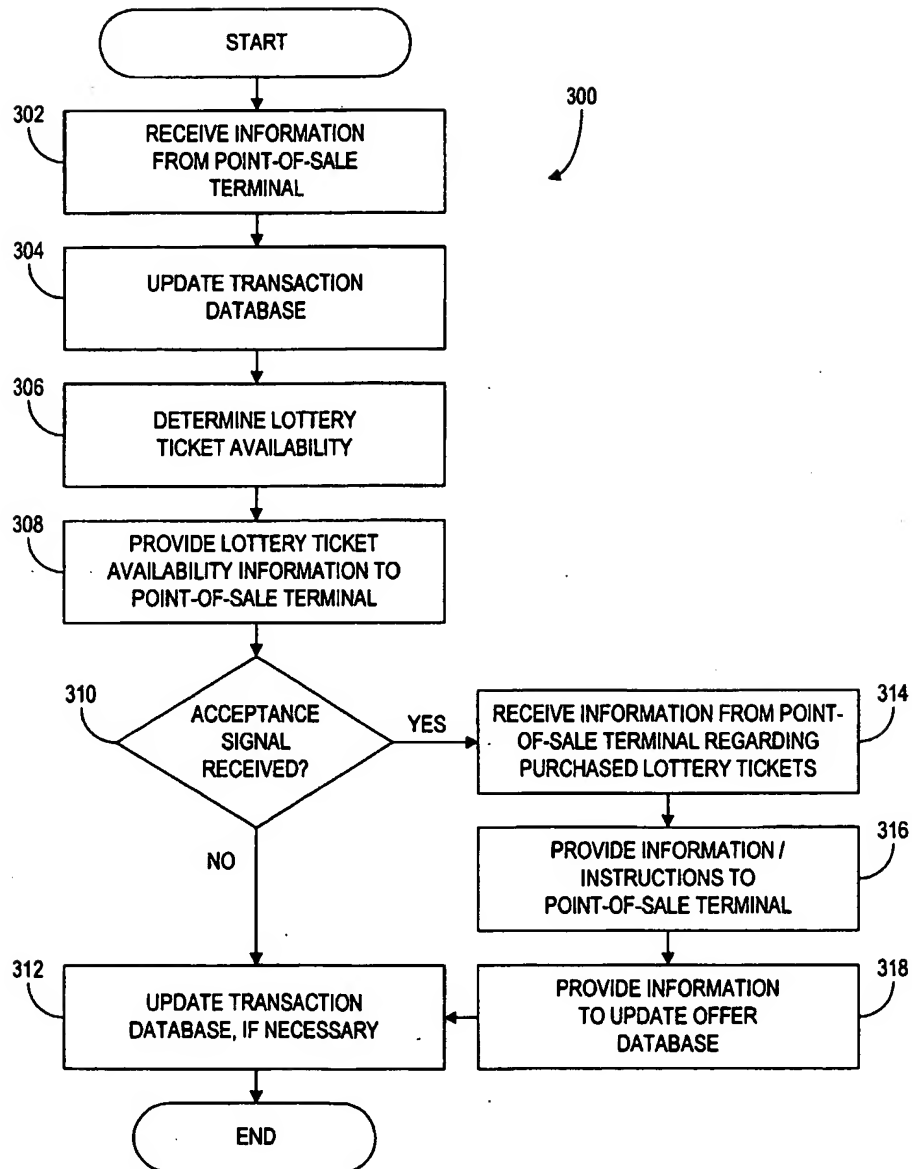 START
300
302
RECEIVE INFORMATION
FROM POINT-OF-SALE
TERMINAL
304
UPDATE TRANSACTION
DATABASE
306
DETERMINE LOTTERY
TICKET AVAILABILITY
308
PROVIDE LOTTERY TICKET
AVAILABILITY INFORMATION TO
POINT-OF-SALE TERMINAL
310
ACCEPTANCE
SIGNAL
RECEIVED?
YES
314
RECEIVE INFORMATION FROM POINT-
OF-SALE TERMINAL REGARDING
PURCHASED LOTTERY TICKETS
316
PROVIDE INFORMATION /
INSTRUCTIONS TO
POINT-OF-SALE TERMINAL
NO
312
UPDATE TRANSACTION
DATABASE, IF NECESSARY
318
PROVIDE INFORMATION
TO UPDATE OFFER
DATABASE
END